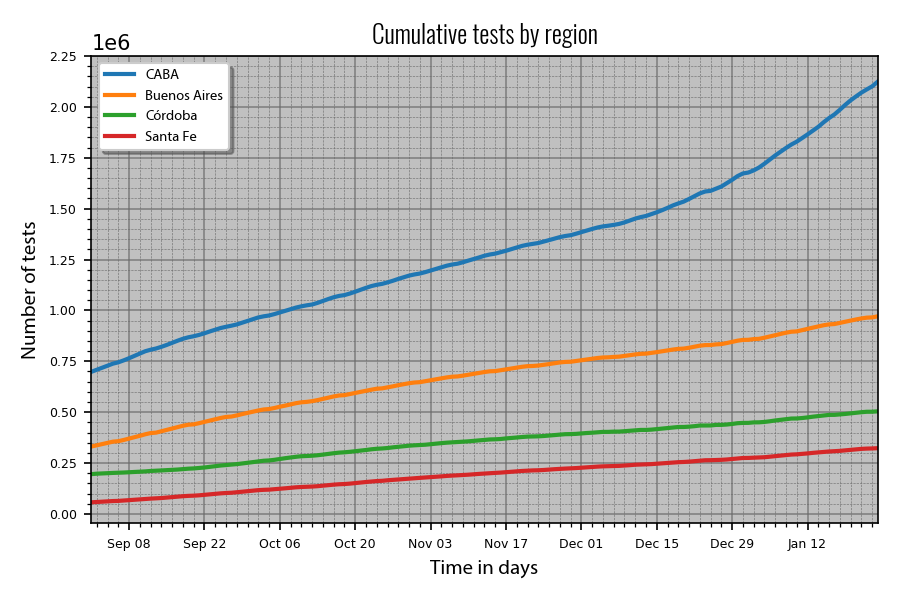 Cumulative tests by region
1e6
2.25
2.00
1.75
1.50
1.25
1.00
0.75
0.50
0.25
0.00
CABA
Buenos Aires
Córdoba
Santa Fe
Number of tests
Sep 08 Sep 22 Oct 06 Oct 20 Nov 03 Nov 17 Dec 01 Dec 15 Dec 29 Jan 12
Time in days